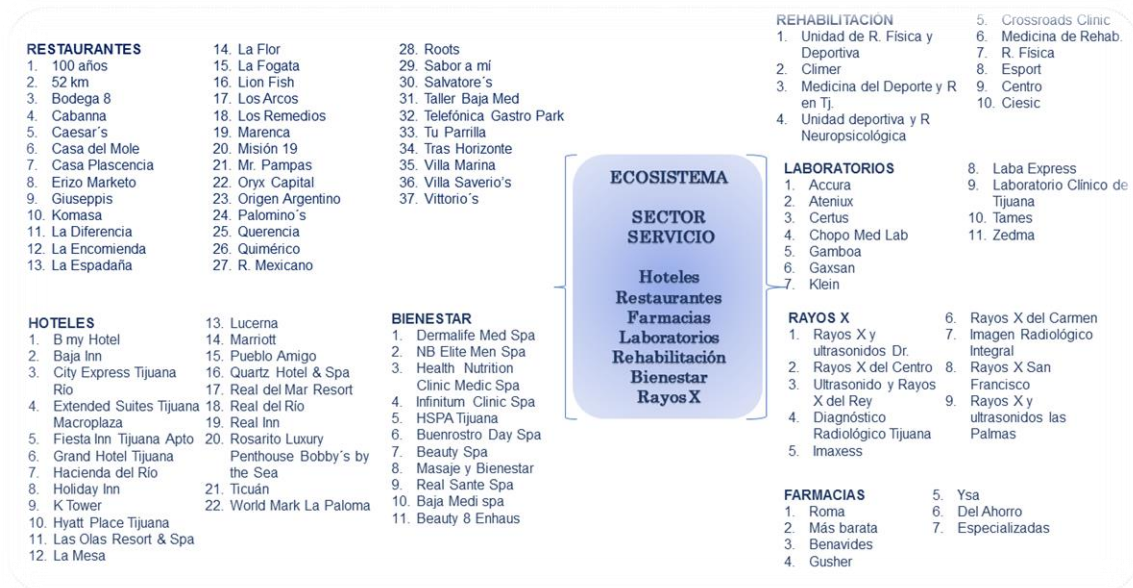 RESTAURANTES
1. 100 años
2. 52 km
3. Bodega 8
4. Cabanna
5. Caesar´s
6. Casa del Mole
7. Casa Plascencia
8. Erizo Marketo
9. Giuseppis
10. Komasa
11. La Diferencia
12. La Encomienda
13. La Espadaña
14. La Flor
15. La Fogata
16. Lion Fish
17. Los Arcos
18. Los Remedios
19. Marenca
20. Misión 19
21. Mr. Pampas
22. Oryx Capital
23. Origen Argentino
24. Palomino´s
25. Querencia
26. Quimérico
27. R. Mexicano
28. Roots
29. Sabor a mí
30. Salvatore´s
31. Taller Baja Med
32. Telefónica Gastro Park
33. Tu Parrilla
34. Tras Horizonte
35. Villa Marina
36. Villa Saverio's
37. Vittorio´s
HOTELES
1. B my Hotel
2. Baja Inn
3. City Express Tijuana
Río
4. Extended Suites Tijuana
Macroplaza
5. Fiesta Inn Tijuana Apto
6. Grand Hotel Tijuana
7. Hacienda del Río
8. Holiday Inn
9. K Tower
10. Hyatt Place Tijuana
11. Las Olas Resort & Spa
12. La Mesa
13. Lucerna
14. Marriott
15. Pueblo Amigo
16. Quartz Hotel & Spa
17. Real del Mar Resort
18. Real del Río
19. Real Inn
20. Rosarito Luxury
Penthouse Bobby´s by
the Sea
21. Ticuán
22. World Mark La Paloma
BIENESTAR
1. Dermalife Med Spa
2. NB Elite Men Spa
3. Health Nutrition
Clinic Medic Spa
4. Infinitum Clinic Spa
5. HSPA Tijuana
6. Buenrostro Day Spa
7. Beauty Spa
8. Masaje y Bienestar
9. Real Sante Spa
10. Baja Medi spa
11. Beauty 8 Enhaus
ECOSISTEMA
SECTOR
SERVICIO
Hoteles
Restaurantes
Farmacias
Laboratorios
Rehabilitación
Bienestar
Rayos X
REHABILITACIÓN
1. Unidad de R. Física y
Deportiva
2. Climer
3. Medicina del Deporte y R
en Tj.
4. Unidad deportiva y R
Neuropsicológica
5. Crossroads Clinic
6. Medicina de Rehab.
7. R. Física
8. Esport
9. Centro
10. Ciesic
LABORATORIOS
1. Accura
2. Ateniux
3. Certus
4. Chopo Med Lab
5. Gamboa
6. Gaxsan
7. Klein
8. Laba Express
9. Laboratorio Clínico de
Tijuana
10. Tames
11. Zedma
RAYOS X
1. Rayos X y
ultrasonidos Dr.
2. Rayos X del Centro
3. Ultrasonido y Rayos
X del Rey
4. Diagnóstico
Radiológico Tijuana
5. Imaxess
6. Rayos X del Carmen
7. Imagen Radiológico
Integral
8. Rayos X San
Francisco
9. Rayos X y
ultrasonidos las
Palmas
FARMACIAS
1. Roma
2. Más barata
3. Benavides
4. Gusher
5. Ysa
6. Del Ahorro
7. Especializadas